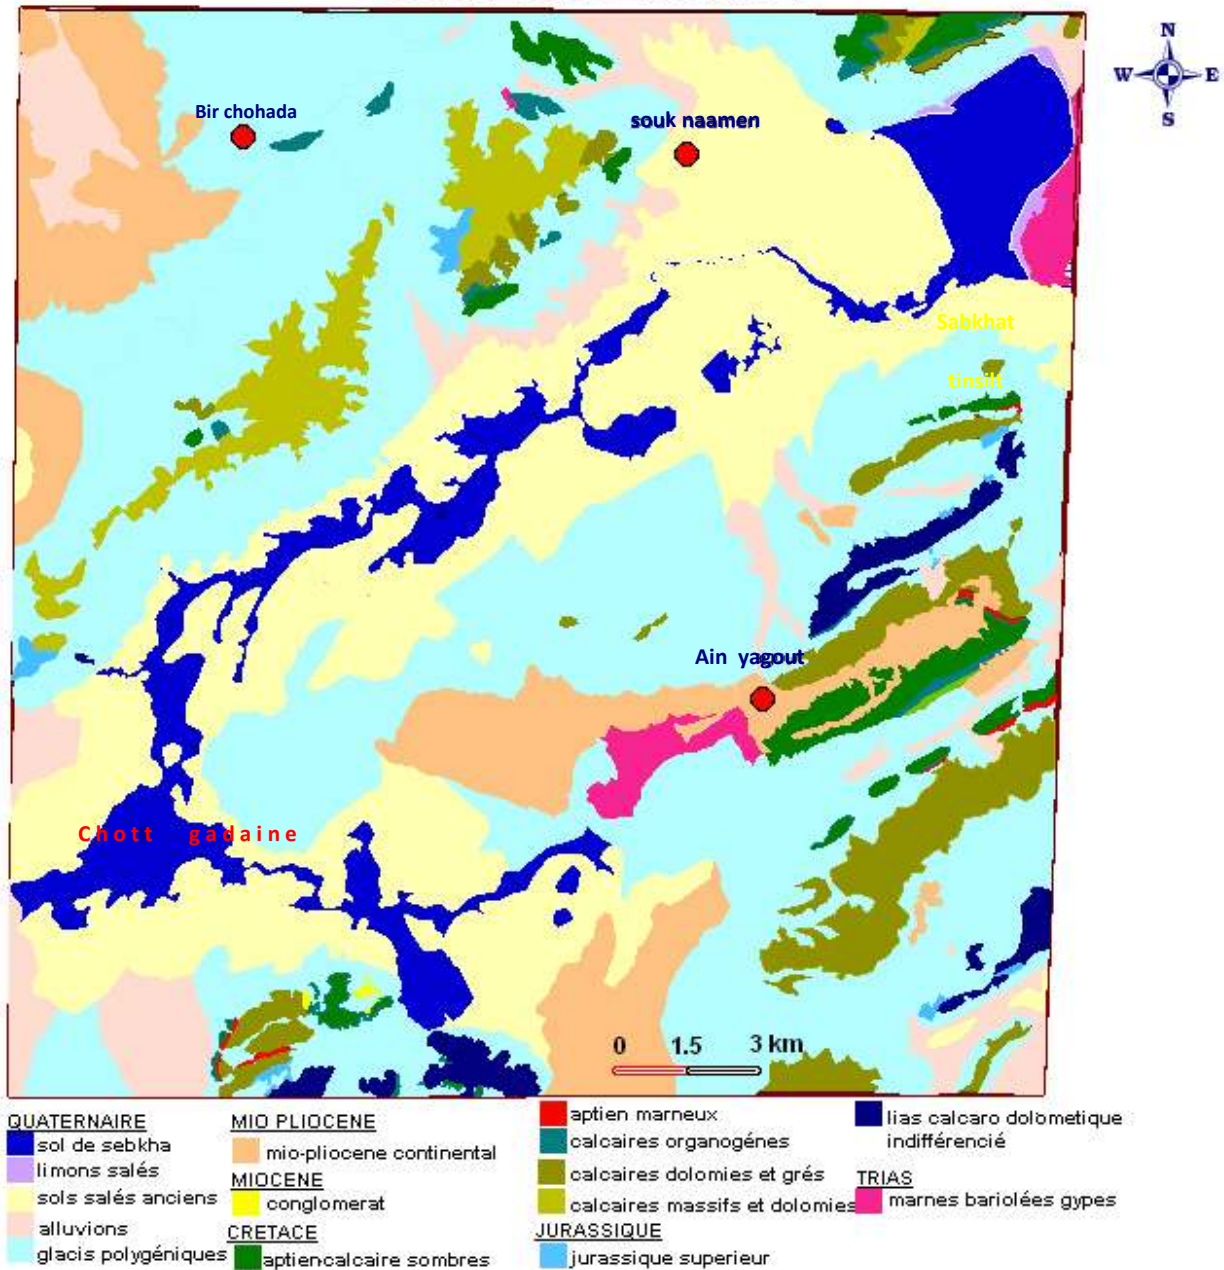 N
W E
S
Bir chohada
souk naamen
Sabkhat
tinsilt
Ain yagout
Chott gadaine
0 1.5 3 km
QUATERNAIRE
sol de sebkha
limons salés
sols salés anciens
alluvions
glacis polygéniques
MIO PLIOCENE
mio-pliocene continental
MIOCENE
conglomerat
CRETACE
aptien-calcaire sombres
aptien marneux
calcaires organogénes
calcaires dolomies et grés
calcaires massifs et dolomies
JURASSIQUE
jurassique superieur
lias calcaro dolometique
indifférencié
TRIAS
marnes bariolées gypes